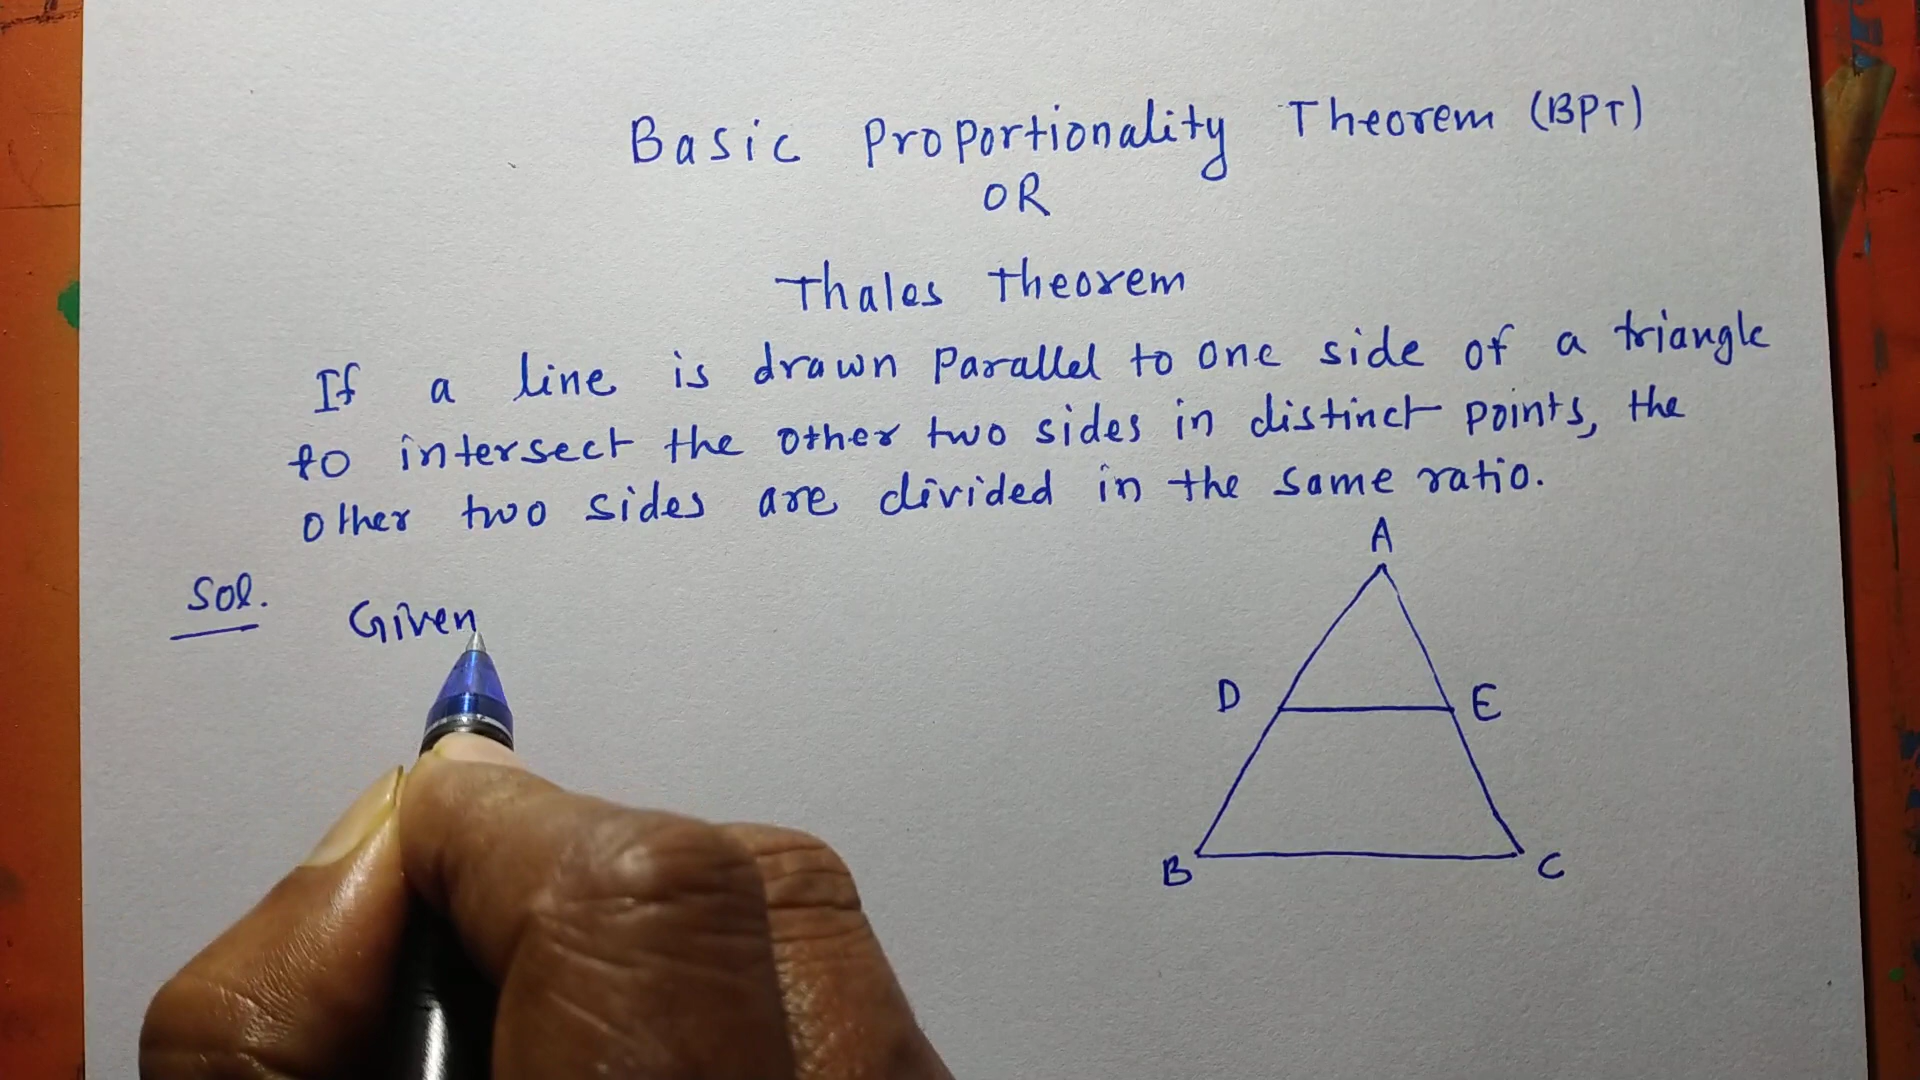 Basic Proportionality Theorem (BPT)
OR
Thales theorem
If a line is drawn Parallel to one side of a triangle
to intersect the other two sides in distinct points, the
other two sides are divided in the same ratio.
Sol. Given
A
D E
B C